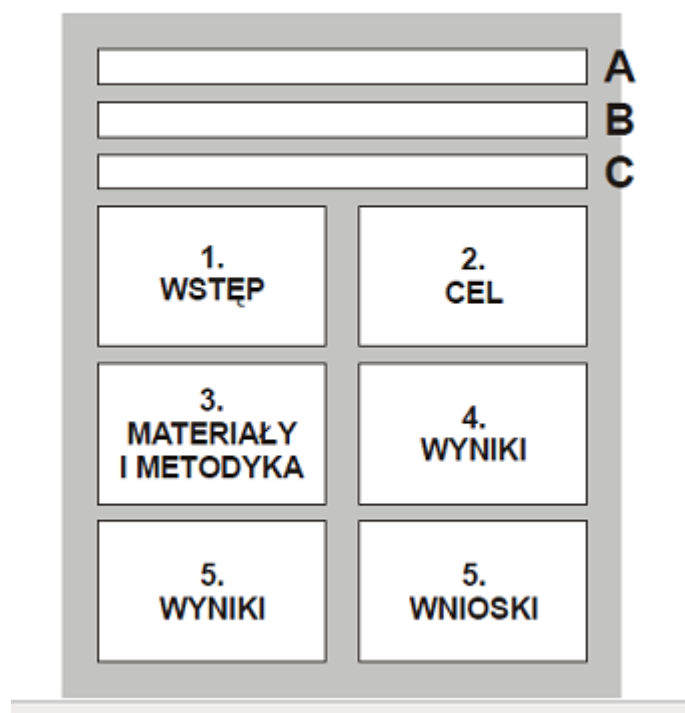 A
B
C
1.
WSTĘP
2.
CEL
3.
MATERIAŁY
I METODYKA
4.
WYNIKI
5.
WYNIKI
5.
WNIOSKI